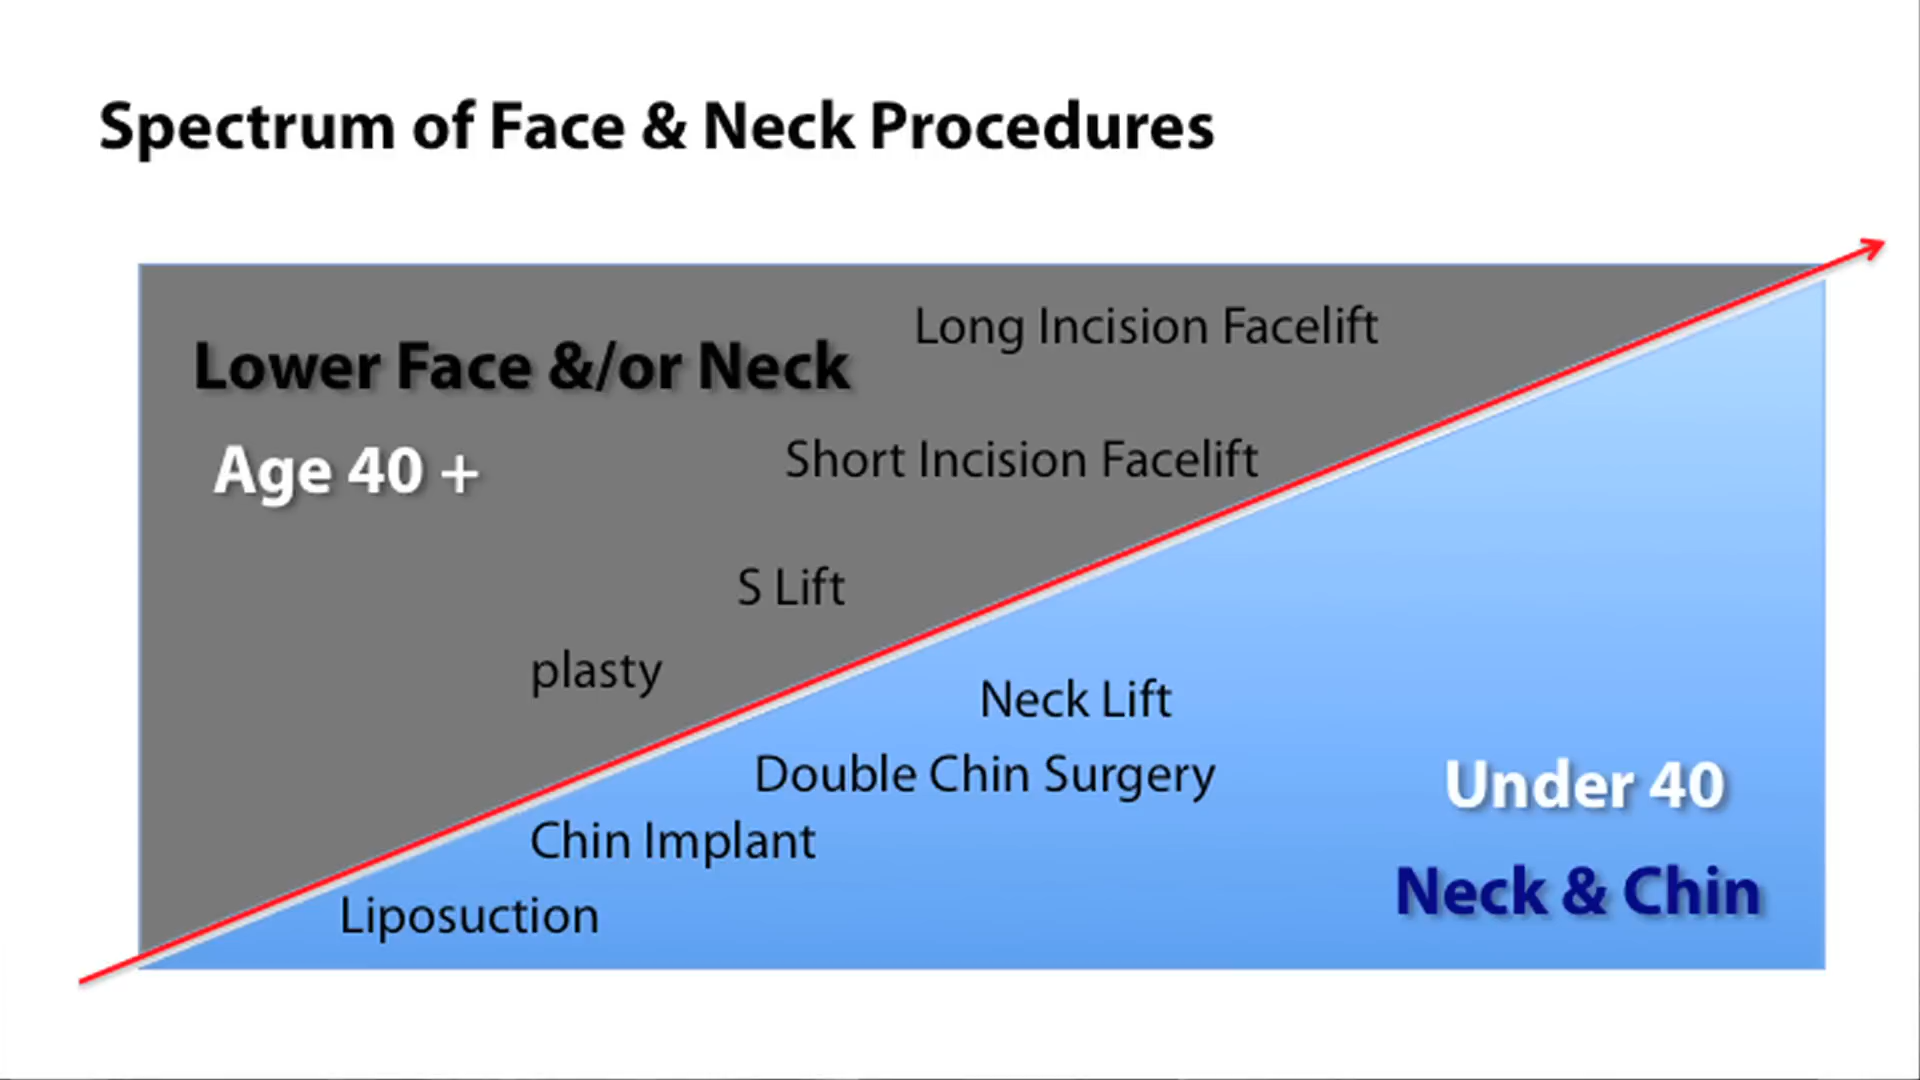 Spectrum of Face & Neck Procedures
Long Incision Facelift
Lower Face &/or Neck
Age 40 +
Short Incision Facelift
S Lift
plasty
Neck Lift
Double Chin Surgery
Under 40
Chin Implant
Neck & Chin
Liposuction